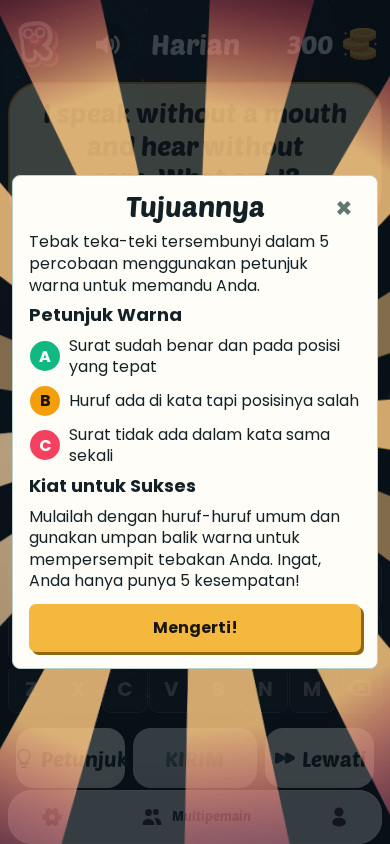 Harian
300
I speak without a mouth
and hear without
Tujuannya
Tebak teka-teki tersembunyi dalam 5
percobaan menggunakan petunjuk
warna untuk memandu Anda.
Petunjuk Warna
A Surat sudah benar dan pada posisi
yang tepat
B Huruf ada di kata tapi posisinya salah
C Surat tidak ada dalam kata sama
sekali
Kiat untuk Sukses
Mulailah dengan huruf-huruf umum dan
gunakan umpan balik warna untuk
mempersempit tebakan Anda. Ingat,
Anda hanya punya 5 kesempatan!
Mengerti!
Z X C V B N M
Petunjuk KIRIM Lewati
Multipemain